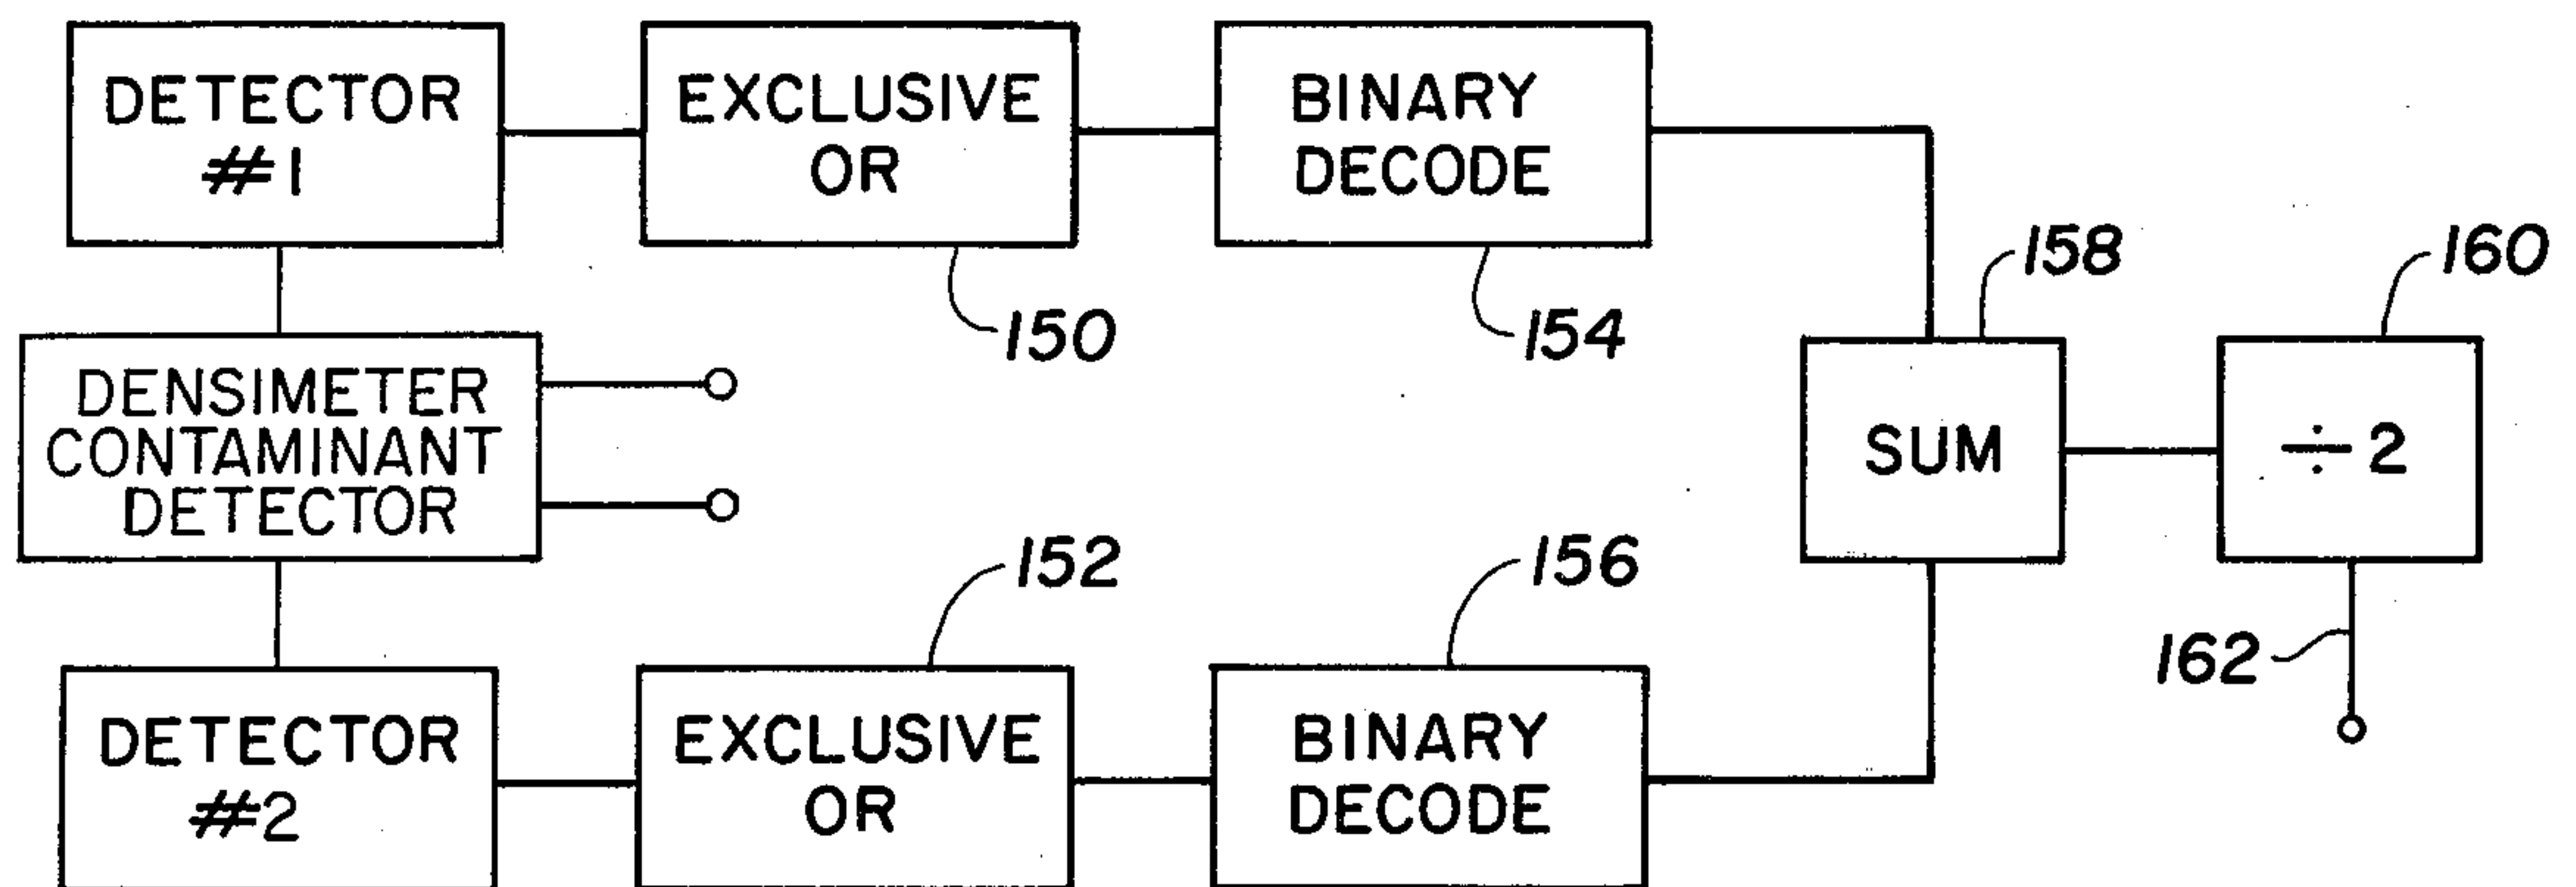 DETECTOR
#1
EXCLUSIVE
OR
BINARY
DECODE
150
154
158
160
DENSIMETER
CONTAMINANT
DETECTOR
SUM
÷2
152
156
162
DETECTOR
#2
EXCLUSIVE
OR
BINARY
DECODE